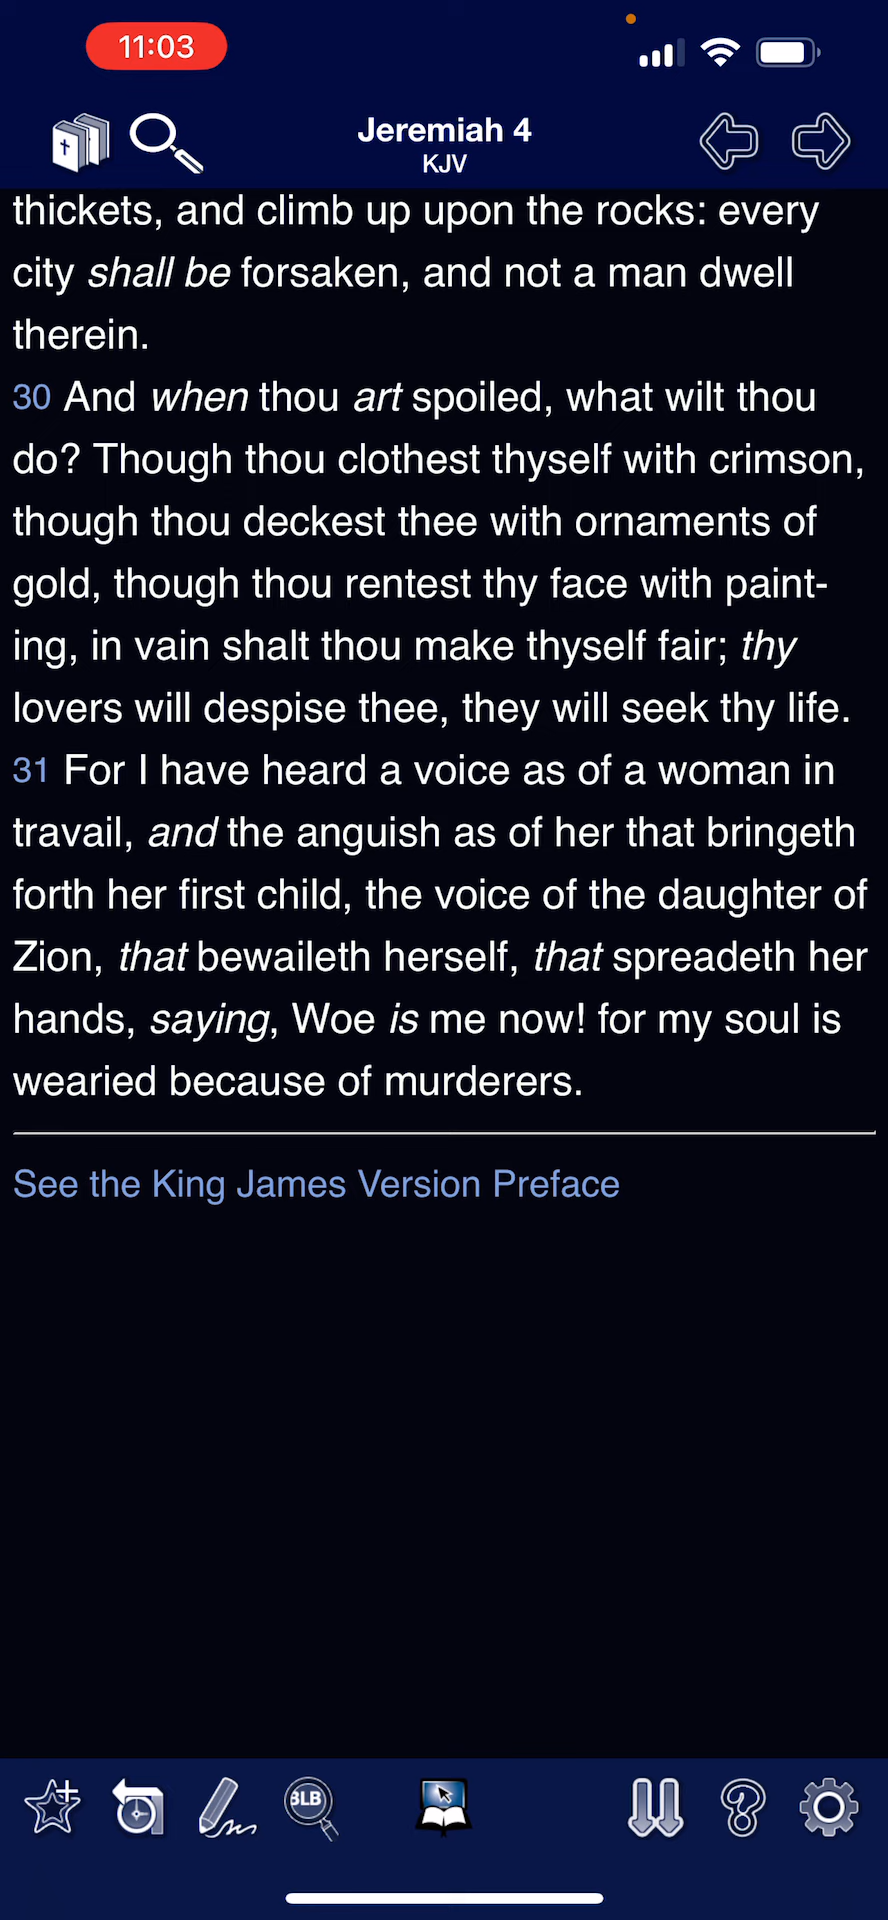 11:03
Jeremiah 4
KJV
thickets, and climb up upon the rocks: every
city shall be forsaken, and not a man dwell
therein.
30 And when thou art spoiled, what wilt thou
do? Though thou clothest thyself with crimson,
though thou deckest thee with ornaments of
gold, though thou rentest thy face with paint-
ing, in vain shalt thou make thyself fair; thy
lovers will despise thee, they will seek thy life.
31 For I have heard a voice as of a woman in
travail, and the anguish as of her that bringeth
forth her first child, the voice of the daughter of
Zion, that bewaileth herself, that spreadeth her
hands, saying, Woe is me now! for my soul is
wearied because of murderers.
See the King James Version Preface
BLB